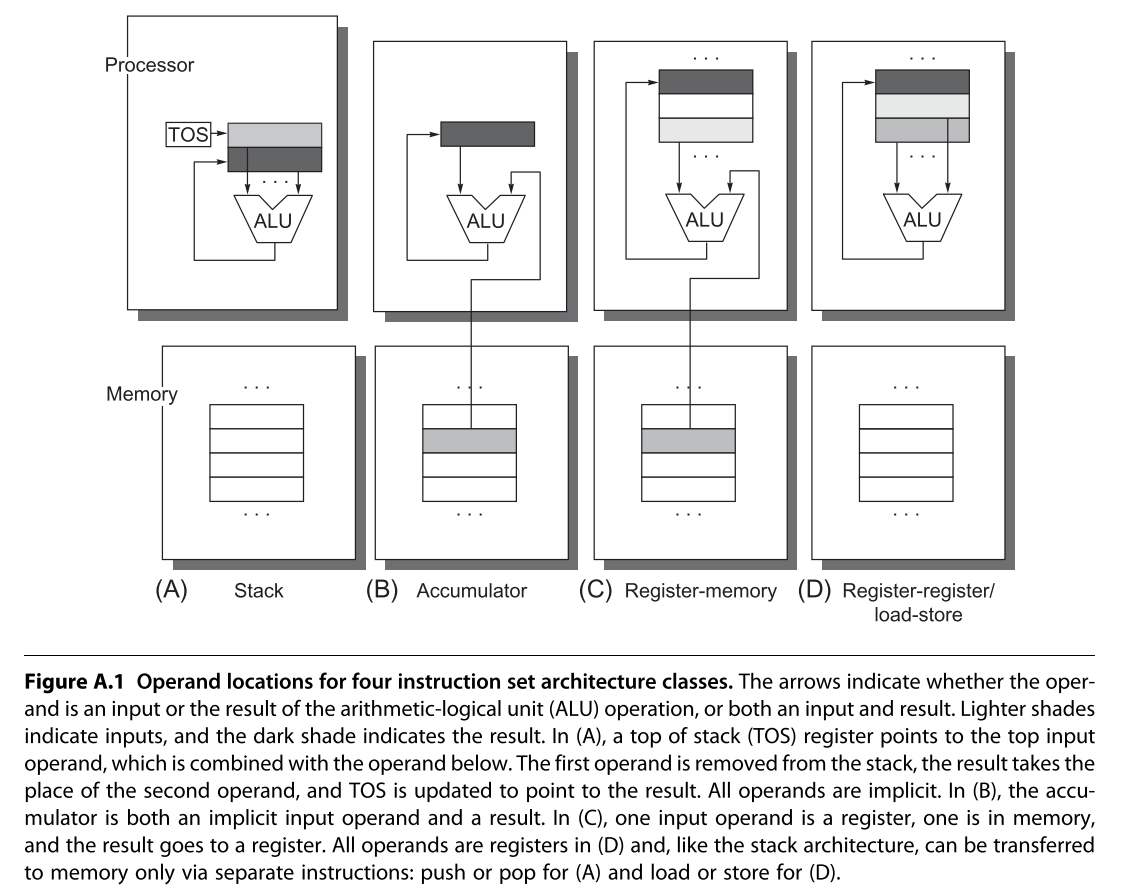 Processor
TOS
ALU
ALU
ALU
ALU
. . .
. . .
. . .
. . .
. . .
Memory
. . .
. . .
. . .
. . .
. . .
. . .
. . .
. . .
(A) Stack
(B) Accumulator
(C) Register-memory
(D) Register-register/
load-store
Figure A.1 Operand locations for four instruction set architecture classes. The arrows indicate whether the oper-
and is an input or the result of the arithmetic-logical unit (ALU) operation, or both an input and result. Lighter shades
indicate inputs, and the dark shade indicates the result. In (A), a top of stack (TOS) register points to the top input
operand, which is combined with the operand below. The first operand is removed from the stack, the result takes the
place of the second operand, and TOS is updated to point to the result. All operands are implicit. In (B), the accu-
mulator is both an implicit input operand and a result. In (C), one input operand is a register, one is in memory,
and the result goes to a register. All operands are registers in (D) and, like the stack architecture, can be transferred
to memory only via separate instructions: push or pop for (A) and load or store for (D).